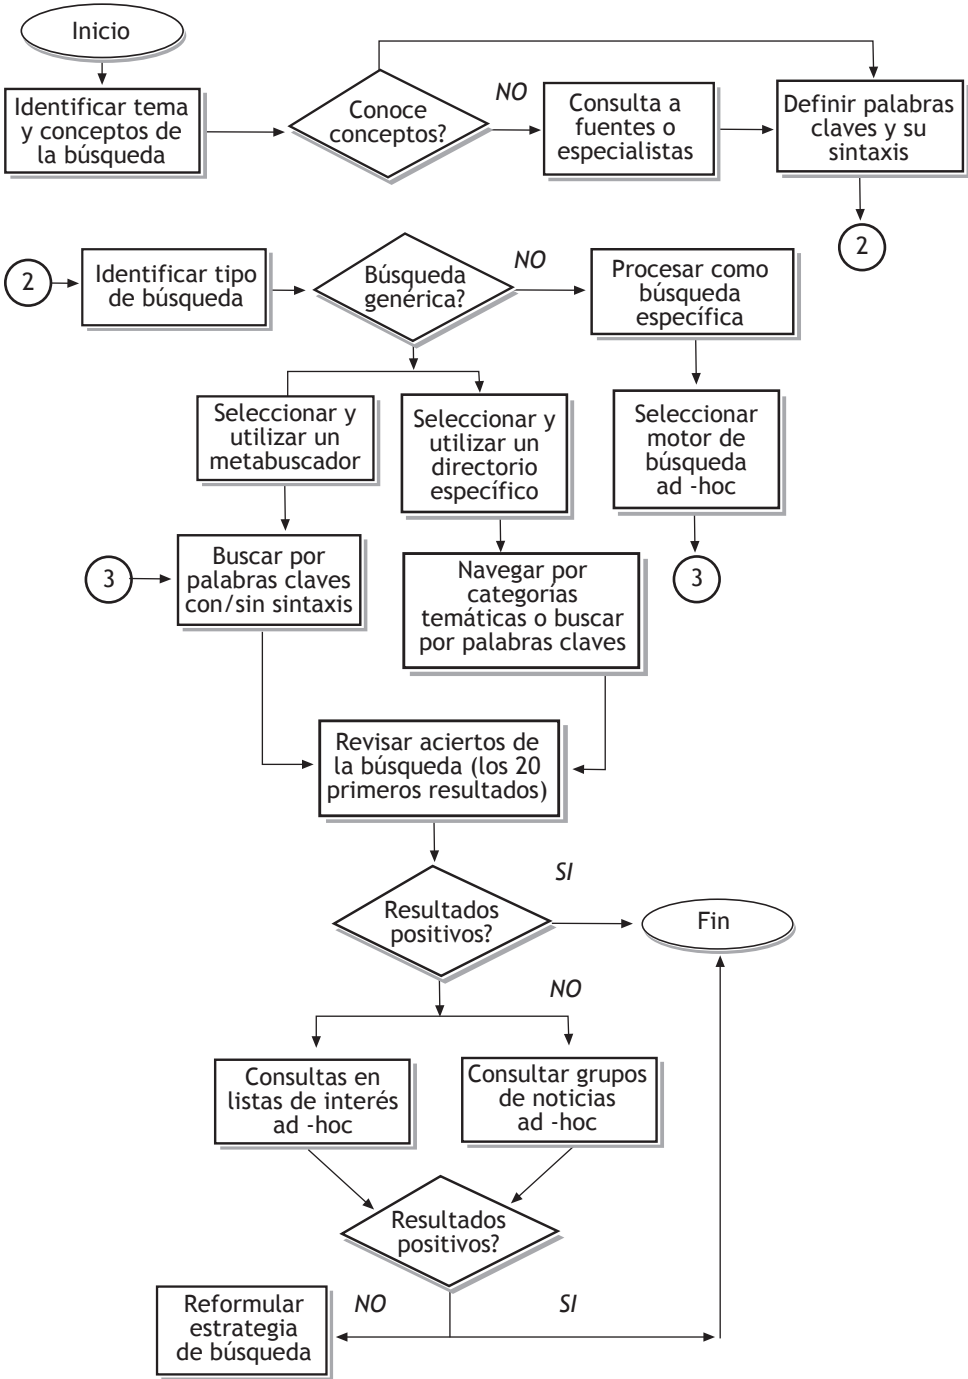 Inicio
Identificar tema
y conceptos de
la búsqueda
Conoce
conceptos?
NO
Consulta a
fuentes o
especialistas
Definir palabras
claves y su
sintaxis
2
2
Identificar tipo
de búsqueda
Búsqueda
genérica?
NO
Procesar como
búsqueda
específica
Seleccionar y
utilizar un
metabuscador
Seleccionar y
utilizar un
directorio
específico
Seleccionar
motor de
búsqueda
ad -hoc
3
Buscar por
palabras claves
con/sin sintaxis
Navegar por
categorías
temáticas o buscar
por palabras claves
3
Revisar aciertos de
la búsqueda (los 20
primeros resultados)
Resultados
positivos?
SI
Fin
NO
Consultas en
listas de interés
ad -hoc
Consultar grupos
de noticias
ad -hoc
Resultados
positivos?
Reformular
estrategia
de búsqueda
NO
SI